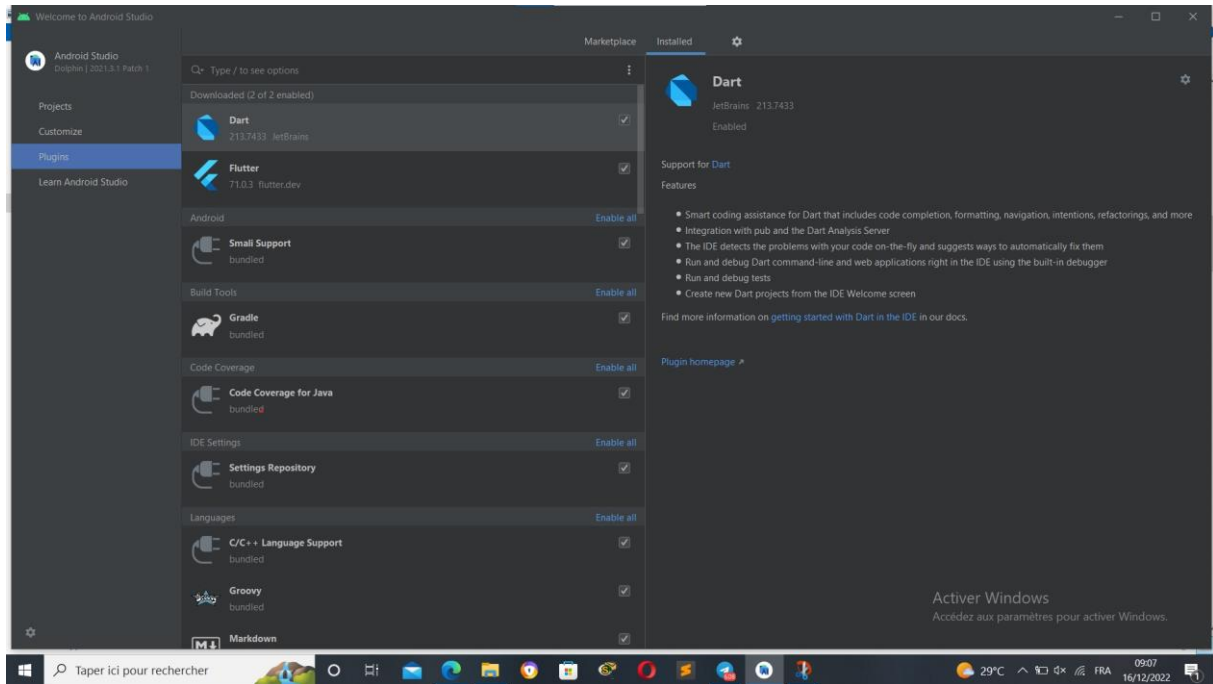 Welcome to Android Studio
Android Studio
Dolphin | 2021.3.1 Patch 1
Projects
Customize
Plugins
Learn Android Studio
Marketplace
Installed
Type / to see options
Downloaded (2 of 2 enabled)
Dart
213.7433 JetBrains
Flutter
71.0.3 flutter.dev
Android
Enable all
Smali Support
bundled
Build Tools
Enable all
Gradle
bundled
Code Coverage
Enable all
Code Coverage for Java
bundled
IDE Settings
Enable all
Settings Repository
bundled
Languages
Enable all
C/C++ Language Support
bundled
Groovy
bundled
Markdown
Dart
JetBrains 213.7433
Enabled
Support for Dart
Features
Smart coding assistance for Dart that includes code completion, formatting, navigation, intentions, refactorings, and more
Integration with pub and the Dart Analysis Server
The IDE detects the problems with your code on-the-fly and suggests ways to automatically fix them
Run and debug Dart command-line and web applications right in the IDE using the built-in debugger
Run and debug tests
Create new Dart projects from the IDE Welcome screen
Find more information on getting started with Dart in the IDE in our docs.
Plugin homepage
Activer Windows
Accédez aux paramètres pour activer Windows.
Taper ici pour rechercher
29°C
FRA
09:07
16/12/2022